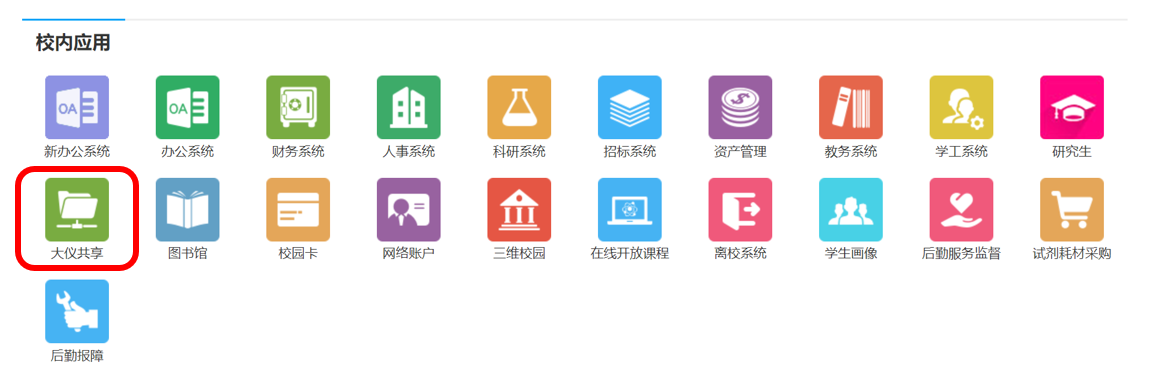 校内应用
OA
OA
新办公系统 办公系统 财务系统 人事系统 科研系统 招标系统 资产管理 教务系统 学工系统 研究生
大仪共享 图书馆 校园卡 网络账户 三维校园 在线开放课程 离校系统 学生画像 后勤服务监督 试剂耗材采购
后勤报障